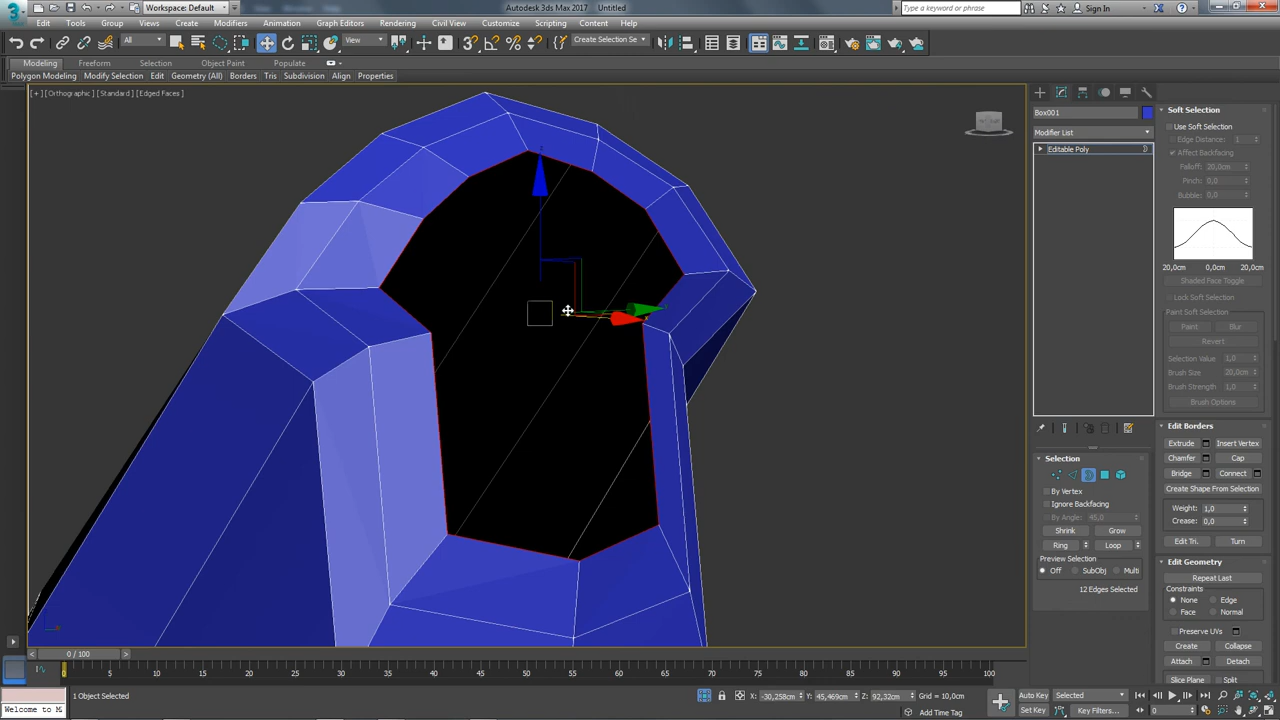 Workspace: Default
Autodesk 3ds Max 2017 Untitled
Type a keyword or phrase
Sign In
Edit Tools Group Views Create Modifiers Animation Graph Editors Rendering Civil View Customize Scripting Content Help
All View Create Selection Se
Modeling Freeform Selection Object Paint Populate
Polygon Modeling Modify Selection Edit Geometry (All) Borders Tris Subdivision Align Properties
[+] [Orthographic] [Standard] [Edged Faces]
Box001
Modifier List
Editable Poly
Selection
By Vertex
Ignore Backfacing
By Angle: 45,0
Shrink Grow
Ring Loop
Preview Selection
Off SubObj Multi
12 Edges Selected
Soft Selection
Use Soft Selection
Edge Distance: 1
Affect Backfacing
Falloff: 20,0cm
Pinch: 0,0
Bubble: 0,0
20,0cm 0,0cm 20,0cm
Shaded Face Toggle
Lock Soft Selection
Paint Soft Selection
Paint Blur
Revert
Selection Value 1,0
Brush Size 20,0cm
Brush Strength 1,0
Brush Options
Edit Borders
Extrude Insert Vertex
Chamfer Cap
Bridge Connect
Create Shape From Selection
Weight: 1,0
Crease: 0,0
Edit Tri. Turn
Edit Geometry
Repeat Last
Constraints
None Edge
Face Normal
Preserve UVs
Create Collapse
Attach Detach
Slice Plane Split
0 / 100
0 5 10 15 20 25 30 35 40 45 50 55 60 65 70 75 80 85 90 95 100
1 Object Selected
X: -30,258cm Y: 45,469cm Z: 92,32cm Grid = 10,0cm
Auto Key Selected
Welcome to M
Add Time Tag
Set Key Key Filters...
0